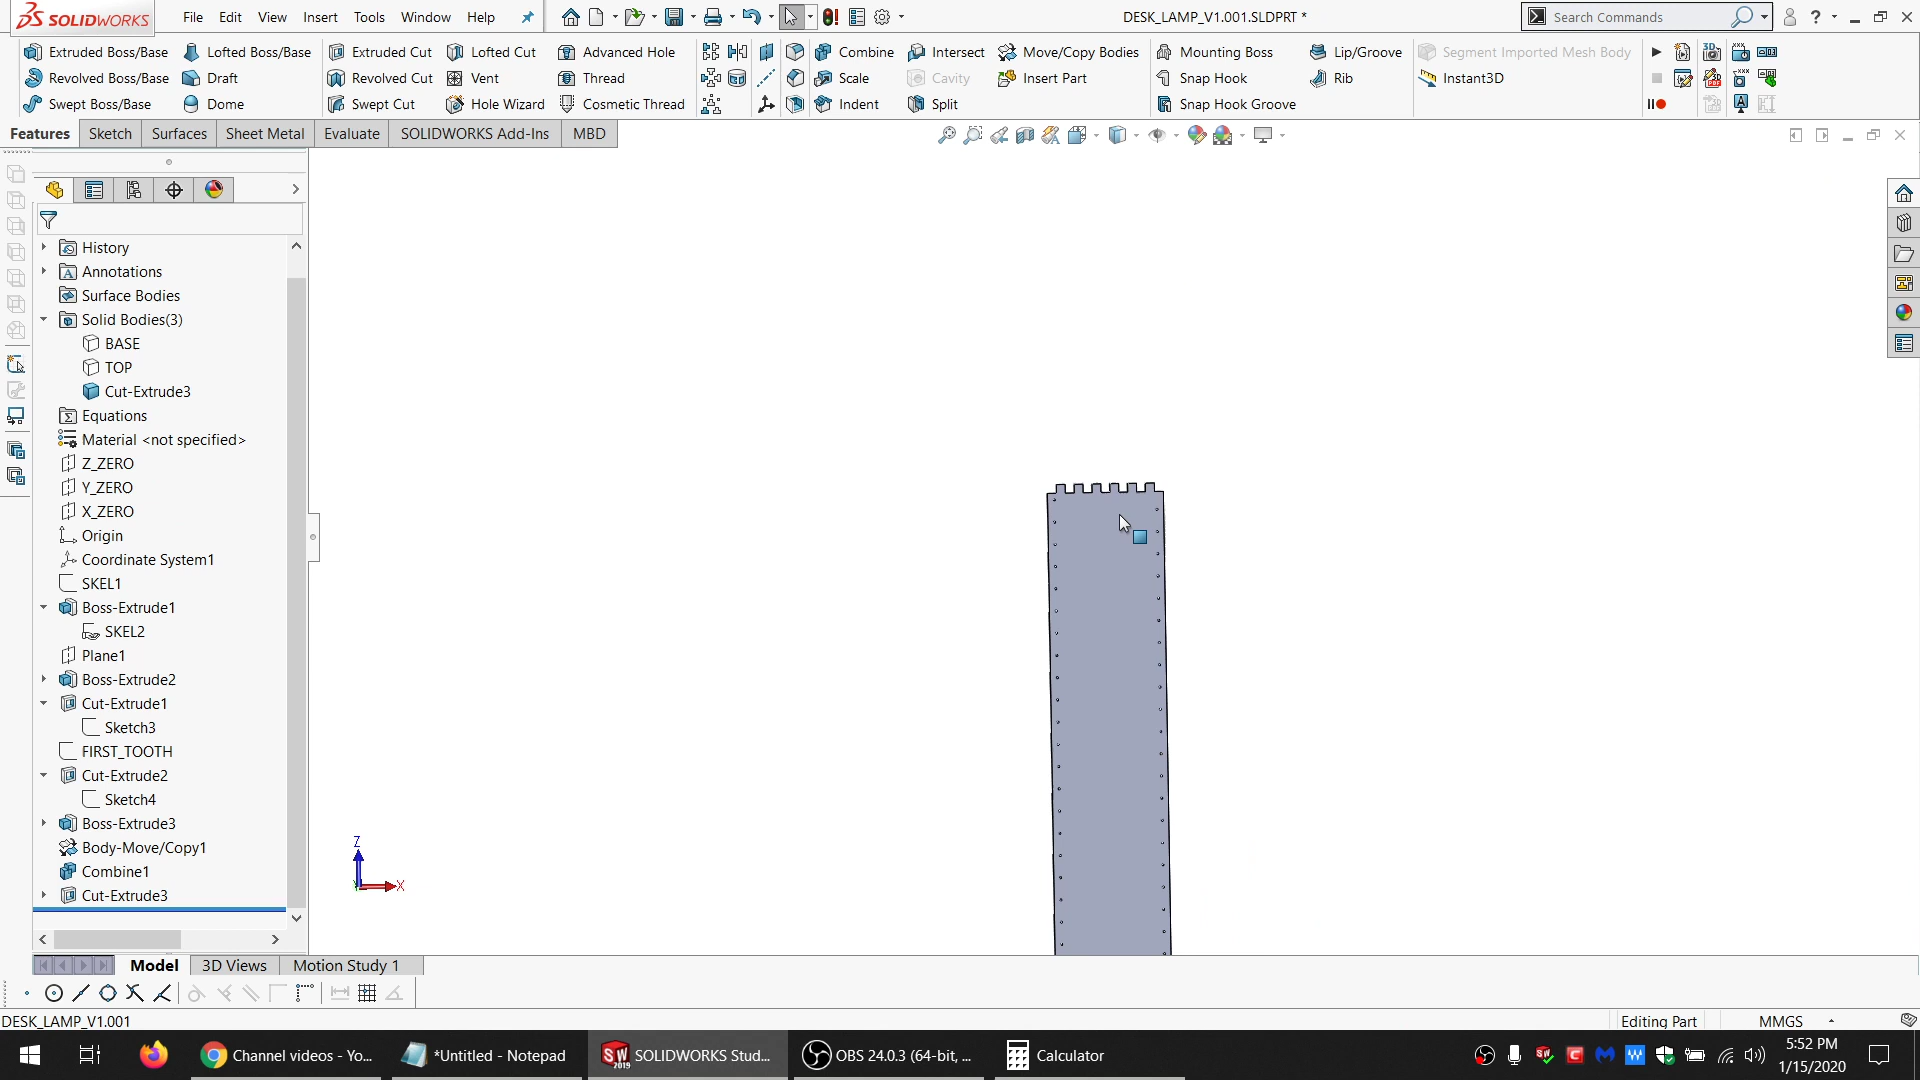 SOLIDWORKS File Edit View Insert Tools Window Help DESK_LAMP_V1.001.SLDPRT * Search Commands ?
Extruded Boss/Base Lofted Boss/Base Extruded Cut Lofted Cut Advanced Hole Combine Intersect Move/Copy Bodies Mounting Boss Lip/Groove Segment Imported Mesh Body
Revolved Boss/Base Draft Revolved Cut Vent Thread Scale Cavity Insert Part Snap Hook Rib Instant3D
Swept Boss/Base Dome Swept Cut Hole Wizard Cosmetic Thread Indent Split Snap Hook Groove
Features Sketch Surfaces Sheet Metal Evaluate SOLIDWORKS Add-Ins MBD
History
Annotations
Surface Bodies
Solid Bodies(3)
BASE
TOP
Cut-Extrude3
Equations
Material <not specified>
Z_ZERO
Y_ZERO
X_ZERO
Origin
Coordinate System1
SKEL1
Boss-Extrude1
SKEL2
Plane1
Boss-Extrude2
Cut-Extrude1
Sketch3
FIRST_TOOTH
Cut-Extrude2
Sketch4
Boss-Extrude3
Body-Move/Copy1
Combine1
Cut-Extrude3
Z
X
Model 3D Views Motion Study 1
DESK_LAMP_V1.001 Editing Part MMGS
Channel videos - Yo... *Untitled - Notepad SOLIDWORKS Stud... OBS 24.0.3 (64-bit, ... Calculator 5:52 PM
1/15/2020